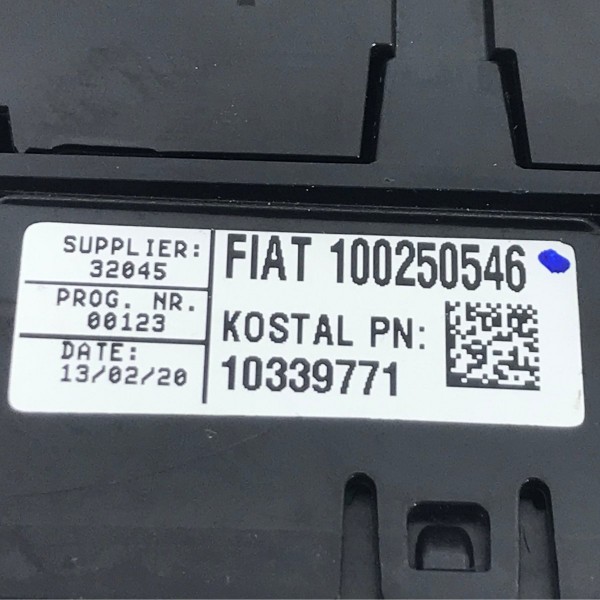 SUPPLIER:
32045
PROG. NR.
00123
DATE:
13/02/20
FIAT 100250546
KOSTAL PN:
10339771